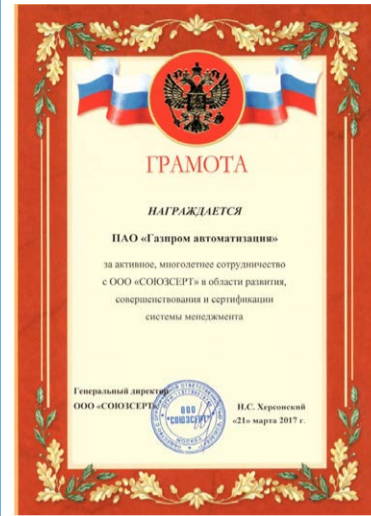 ГРАМОТА
НАГРАЖДАЕТСЯ
ПАО «Газпром автоматизация»
за активное, многолетнее сотрудничество
с ООО «СОЮЗСЕРТ» в области развития,
совершенствования и сертификации
системы менеджмента
Генеральный директор
ООО «СОЮЗСЕРТ»
Н.С. Херсонский
«21» марта 2017 г.
ООО
"СОЮЗСЕРТ"
МОСКВА